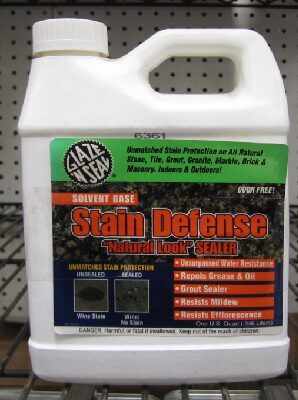 6361
GLAZE
'N SEAL
Unmatched Stain Protection on All Natural
Stone, Tile, Grout, Granite, Marble, Brick &
Masonry. Indoors & Outdoors!
ODOR FREE!
SOLVENT BASE
Stain Defense
"Natural Look" SEALER
UNMATCHED STAIN PROTECTION
UNSEALED SEALED
Wine Stain
Wine
No Stain
• Unsurpassed Water Resistance
• Repels Grease & Oil
• Grout Sealer
• Resists Mildew
• Resists Efflorescence
One U.S. Quart
DANGER: Harmful or fatal if swallowed. Keep out of the reach of children.